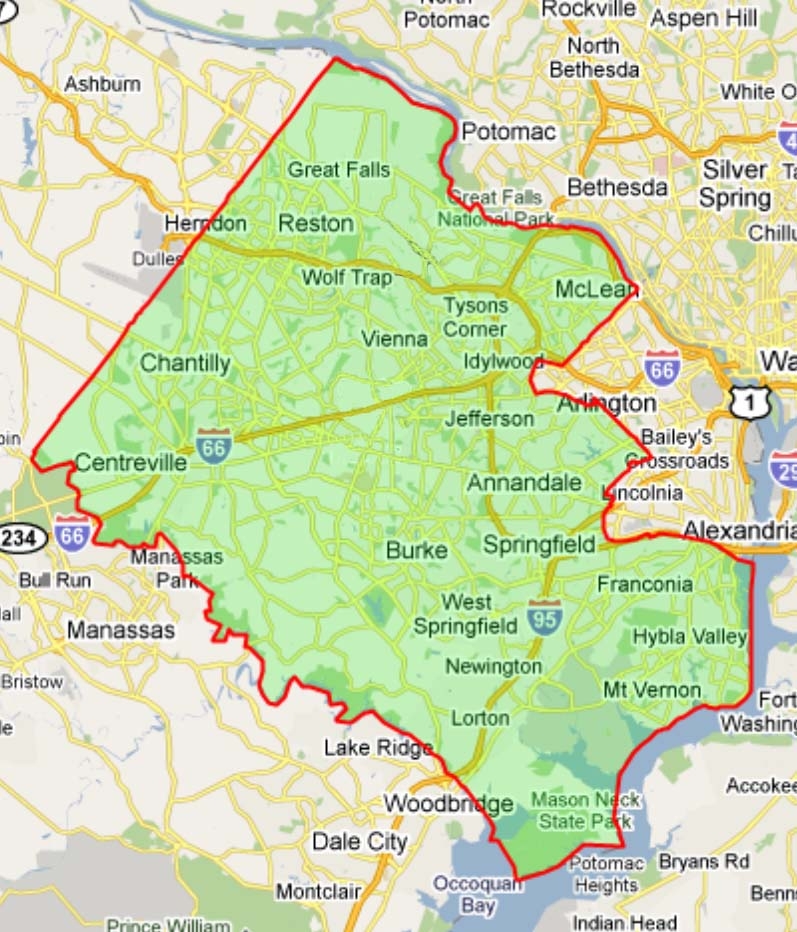 North
Potomac
Rockville
Aspen Hill
North
Bethesda
Ashburn
White O
Potomac
Silver
Spring
Great Falls
Bethesda
Great Falls
National Park
Herndon
Reston
Chillu
Dulles
Wolf Trap
McLean
Tysons
Corner
Vienna
Idylwood
Chantilly
66
Wa
1
Arlington
Jefferson
Bailey's
Crossroads
66
Centreville
29
Annandale
Lincolnia
234
66
Alexandria
Manassas
Park
Burke
Springfield
Bull Run
Franconia
West
Springfield
95
Manassas
Hybla Valley
Newington
Bristow
Mt Vernon
Fort
Washing
Lorton
Lake Ridge
Accokee
Woodbridge
Mason Neck
State Park
Dale City
Potomac
Heights
Bryans Rd
Montclair
Occoquan
Bay
Benn
Indian Head
Prince William